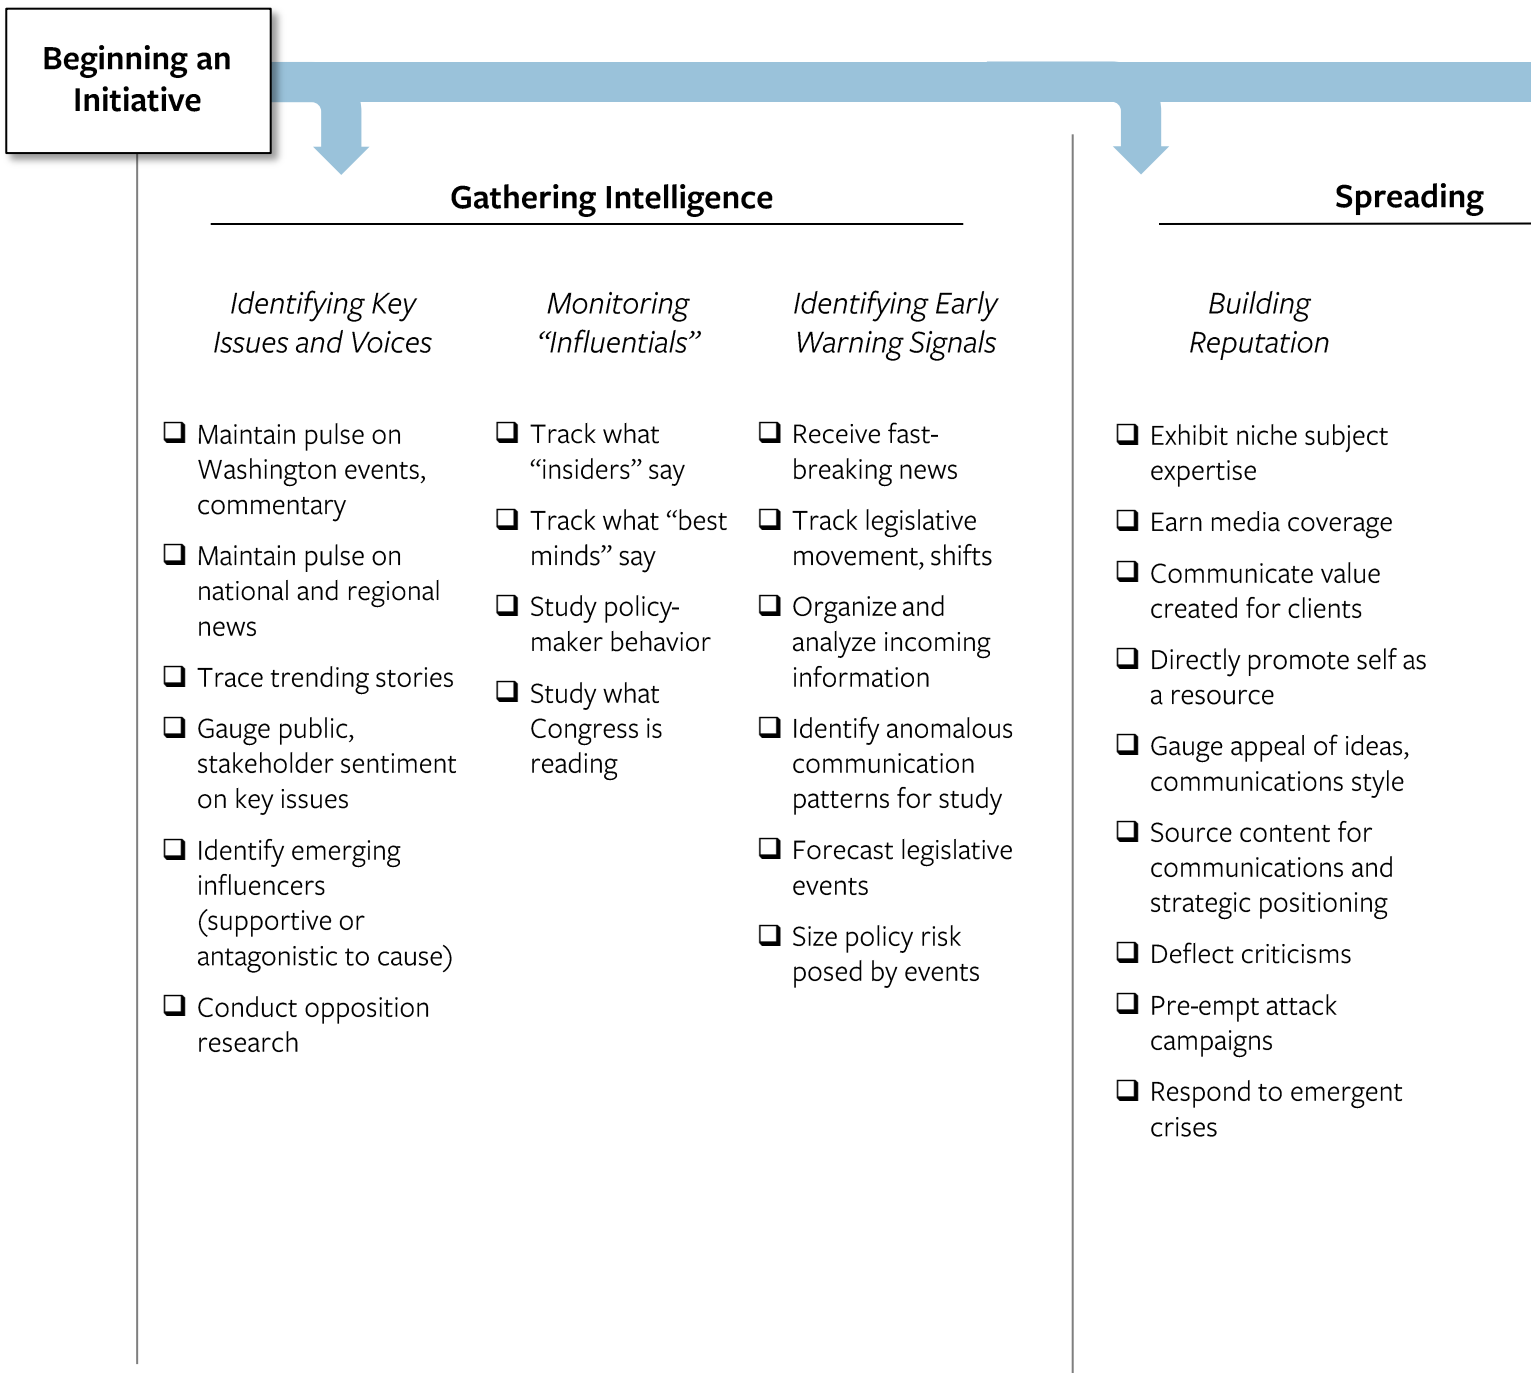 Beginning an
Initiative
Gathering Intelligence
Identifying Key
Issues and Voices
Maintain pulse on
Washington events,
commentary
Maintain pulse on
national and regional
news
Trace trending stories
Gauge public,
stakeholder sentiment
on key issues
Identify emerging
influencers
(supportive or
antagonistic to cause)
Conduct opposition
research
Monitoring
“Influentials”
Track what
“insiders” say
Track what “best
minds” say
Study policy-
maker behavior
Study what
Congress is
reading
Identifying Early
Warning Signals
Receive fast-
breaking news
Track legislative
movement, shifts
Organize and
analyze incoming
information
Identify anomalous
communication
patterns for study
Forecast legislative
events
Size policy risk
posed by events
Spreading
Building
Reputation
Exhibit niche subject
expertise
Earn media coverage
Communicate value
created for clients
Directly promote self as
a resource
Gauge appeal of ideas,
communications style
Source content for
communications and
strategic positioning
Deflect criticisms
Pre-empt attack
campaigns
Respond to emergent
crises